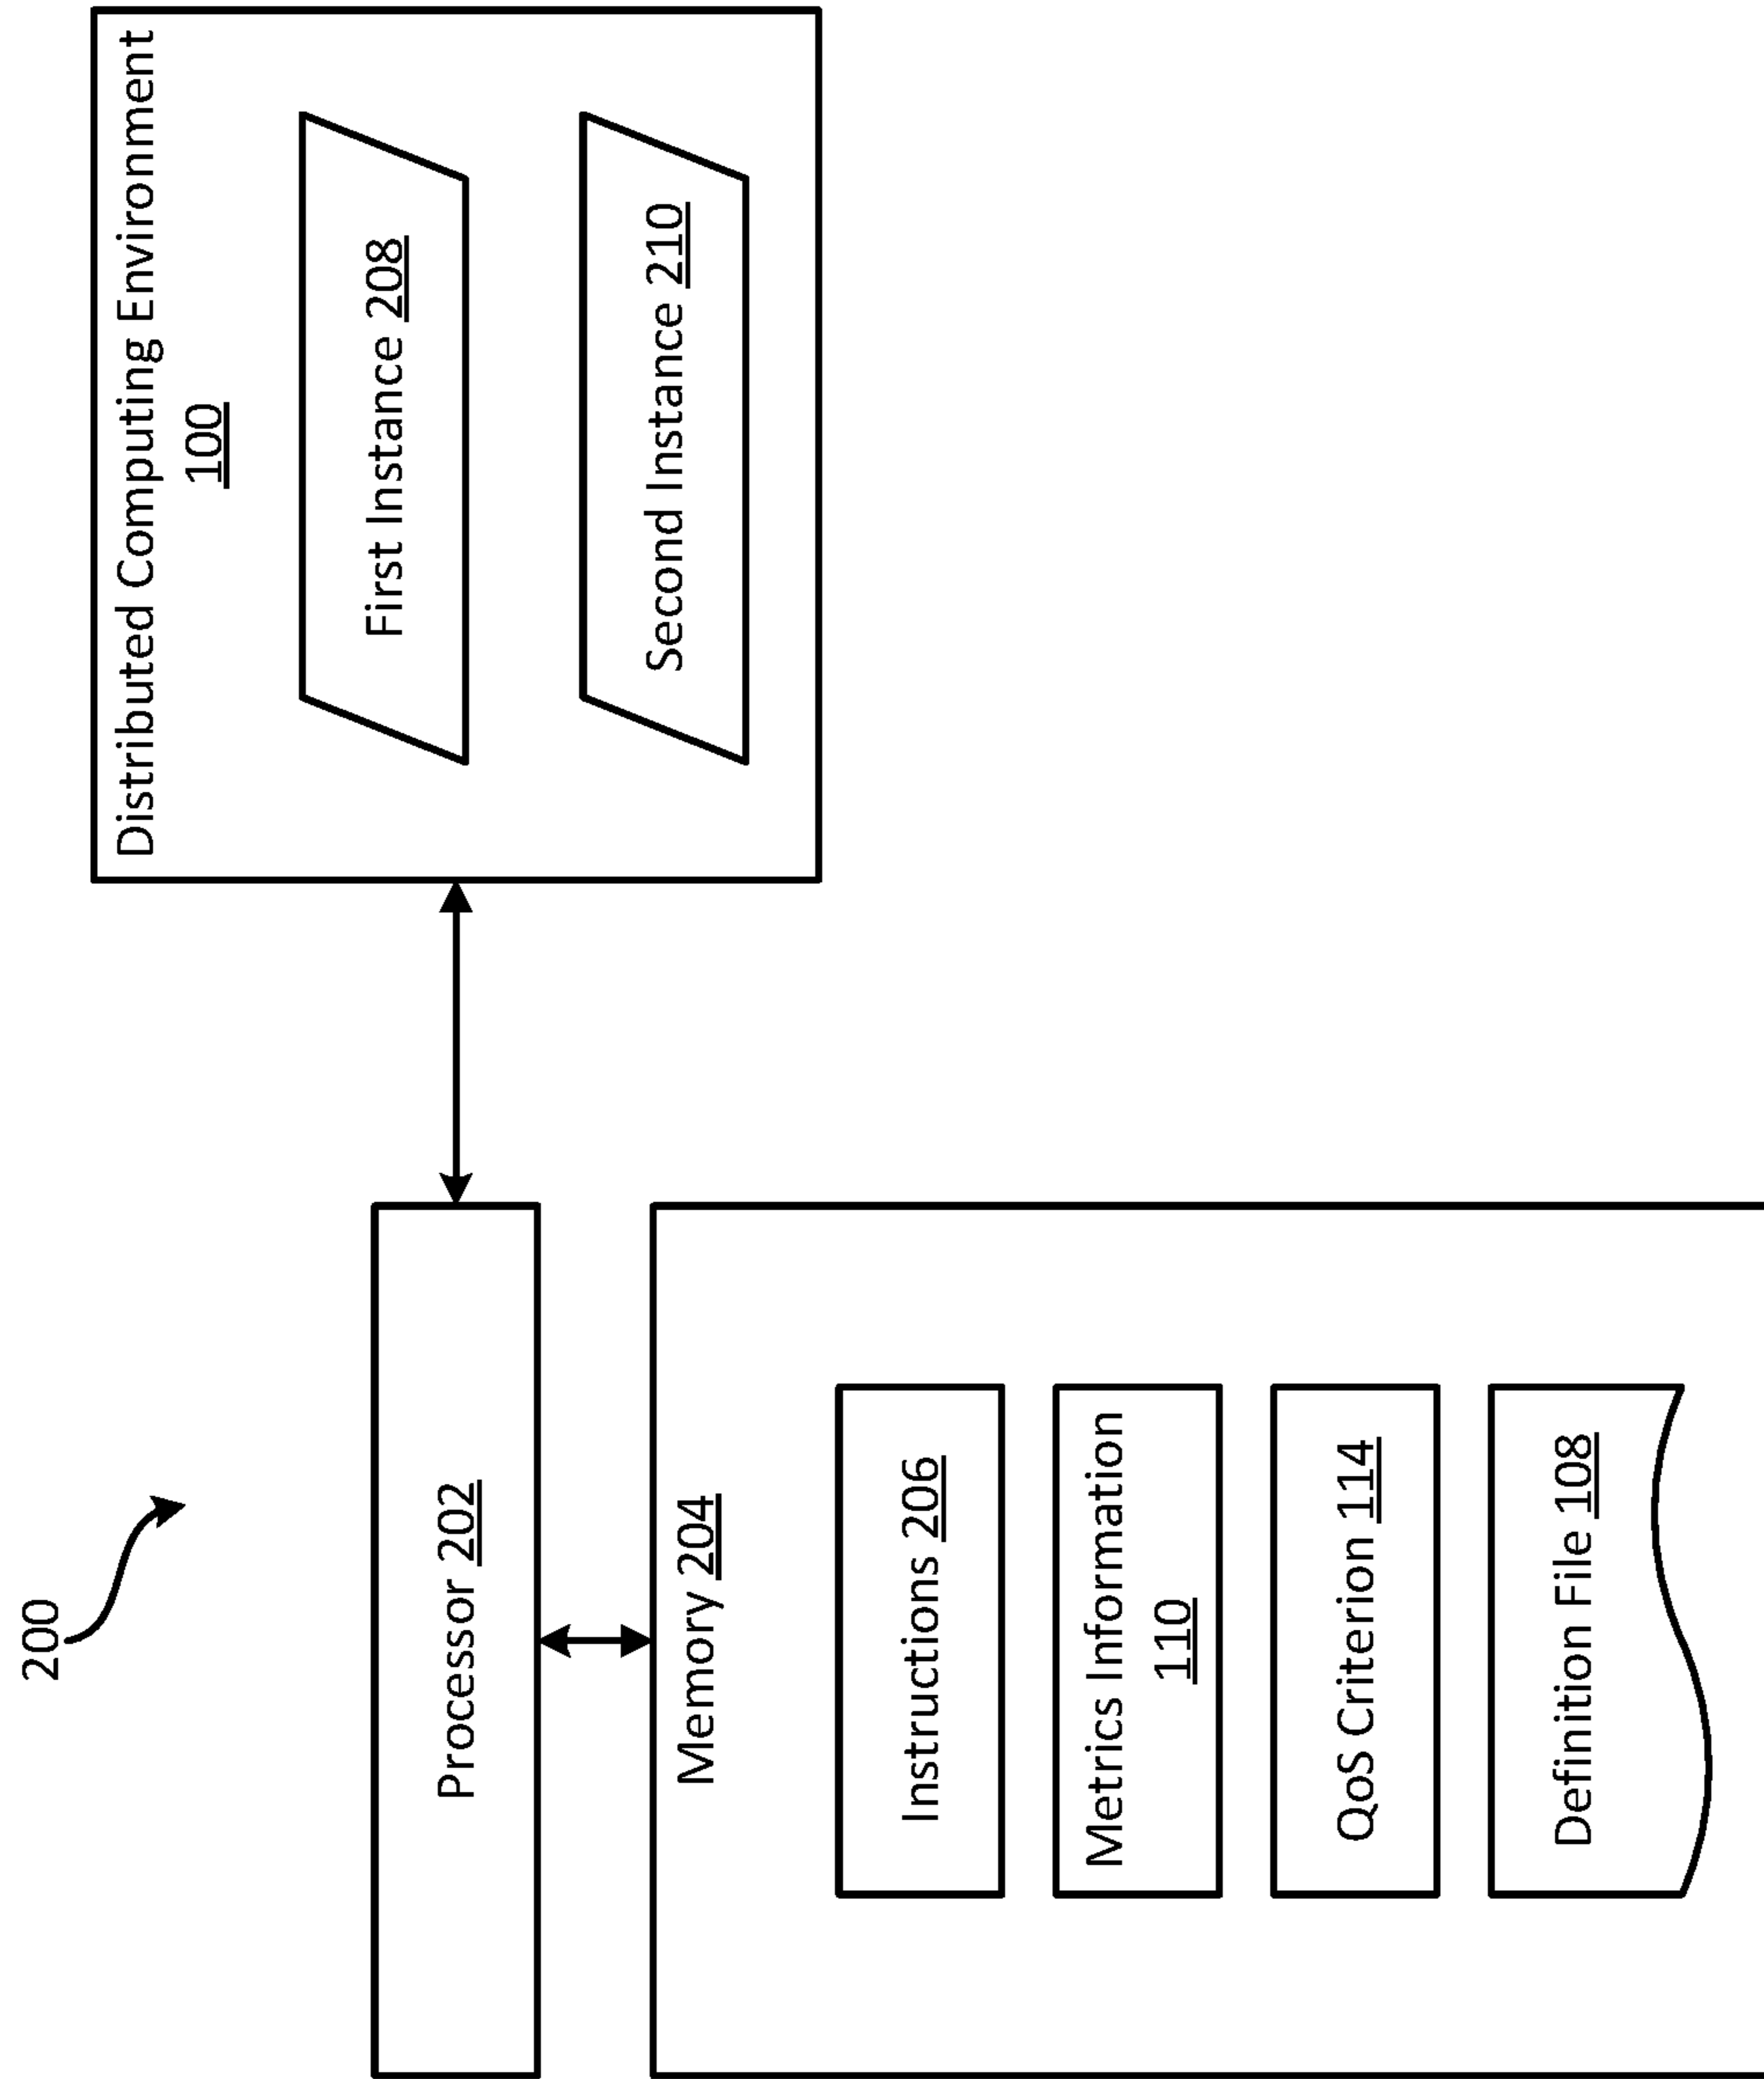 200
Processor 202
Memory 204
Instructions 206
Metrics Information
110
QoS Criterion 114
Definition File 108
Distributed Computing Environment
100
First Instance 208
Second Instance 210